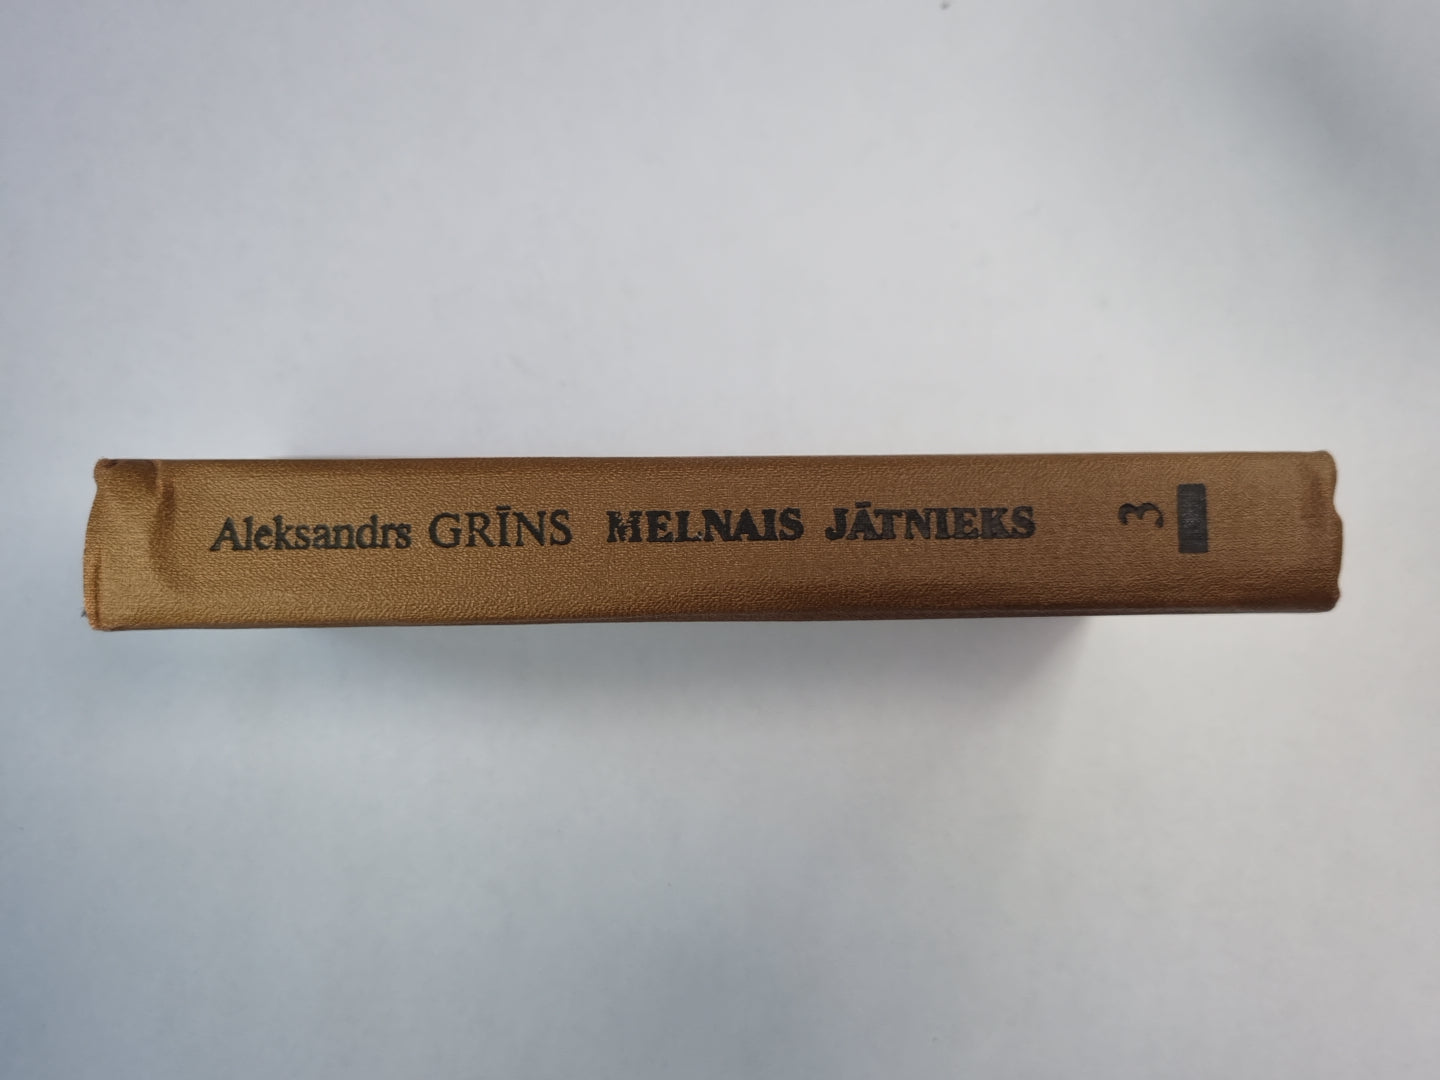 Aleksandrs GRĪNS MELNAIS JĀTNIEKS
3